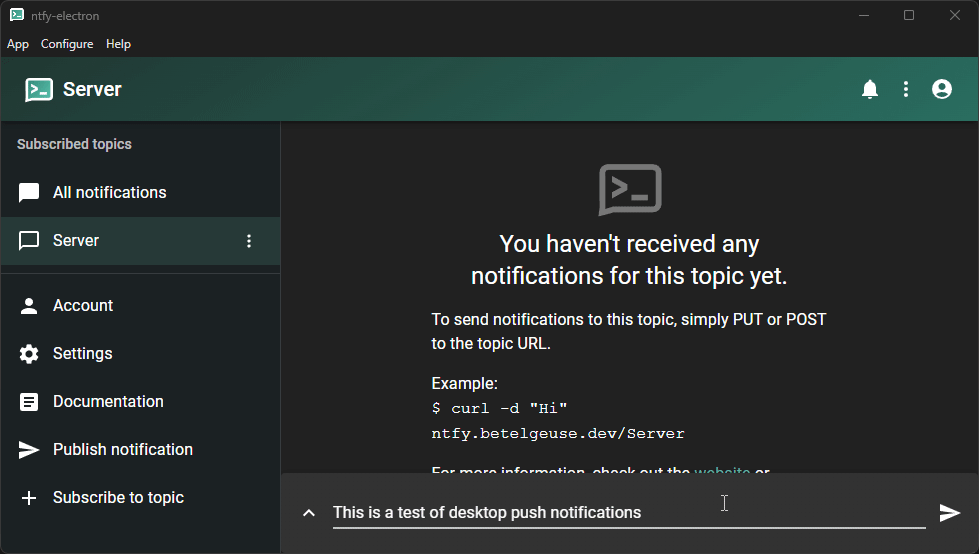 ntfy-electron
App Configure Help
Server
Subscribed topics
All notifications
Server
Account
Settings
Documentation
Publish notification
Subscribe to topic
You haven't received any
notifications for this topic yet.
To send notifications to this topic, simply PUT or POST
to the topic URL.
Example:
$ curl -d "Hi"
ntfy.betelgeuse.dev/Server
For more information, check out the website or
This is a test of desktop push notifications